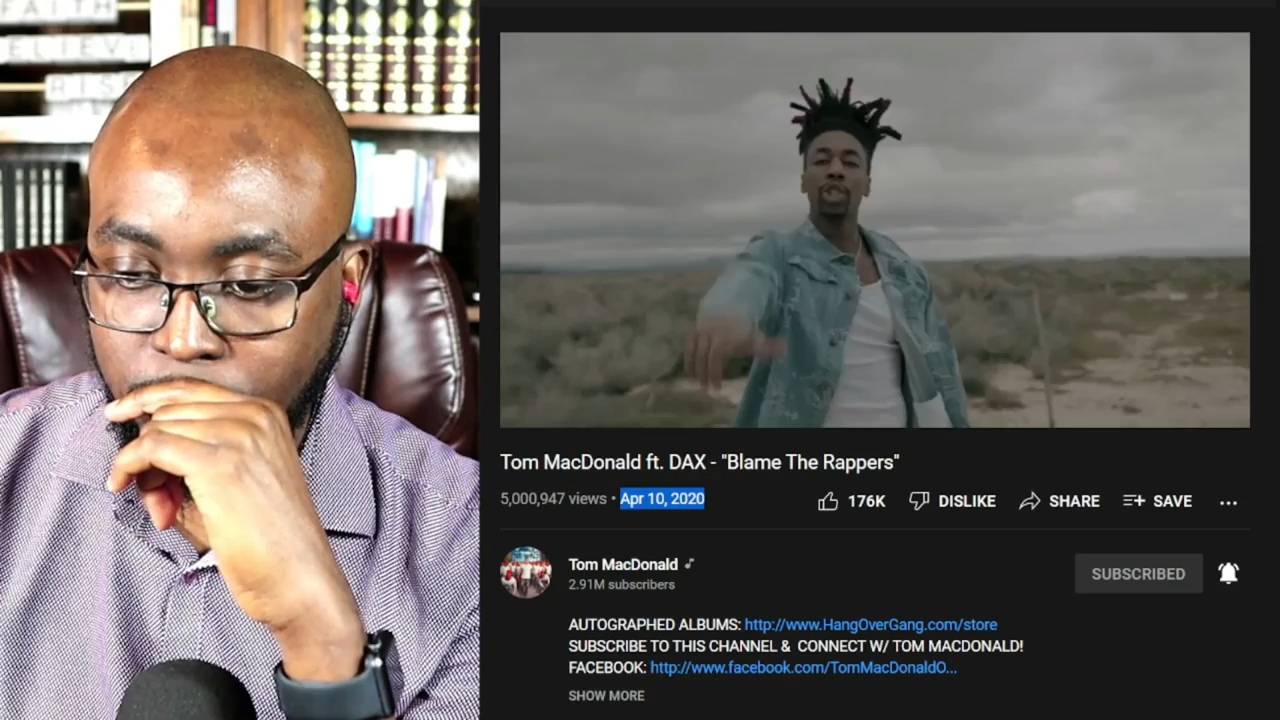 FAITH
BELIEVE
RISK
Tom MacDonald ft. DAX - "Blame The Rappers"
5,000,947 views • Apr 10, 2020
176K DISLIKE SHARE SAVE ...
Tom MacDonald
2.91M subscribers
SUBSCRIBED
AUTOGRAPHED ALBUMS: http://www.HangOverGang.com/store
SUBSCRIBE TO THIS CHANNEL & CONNECT W/ TOM MACDONALD!
FACEBOOK: http://www.facebook.com/TomMacDonaldO...
SHOW MORE